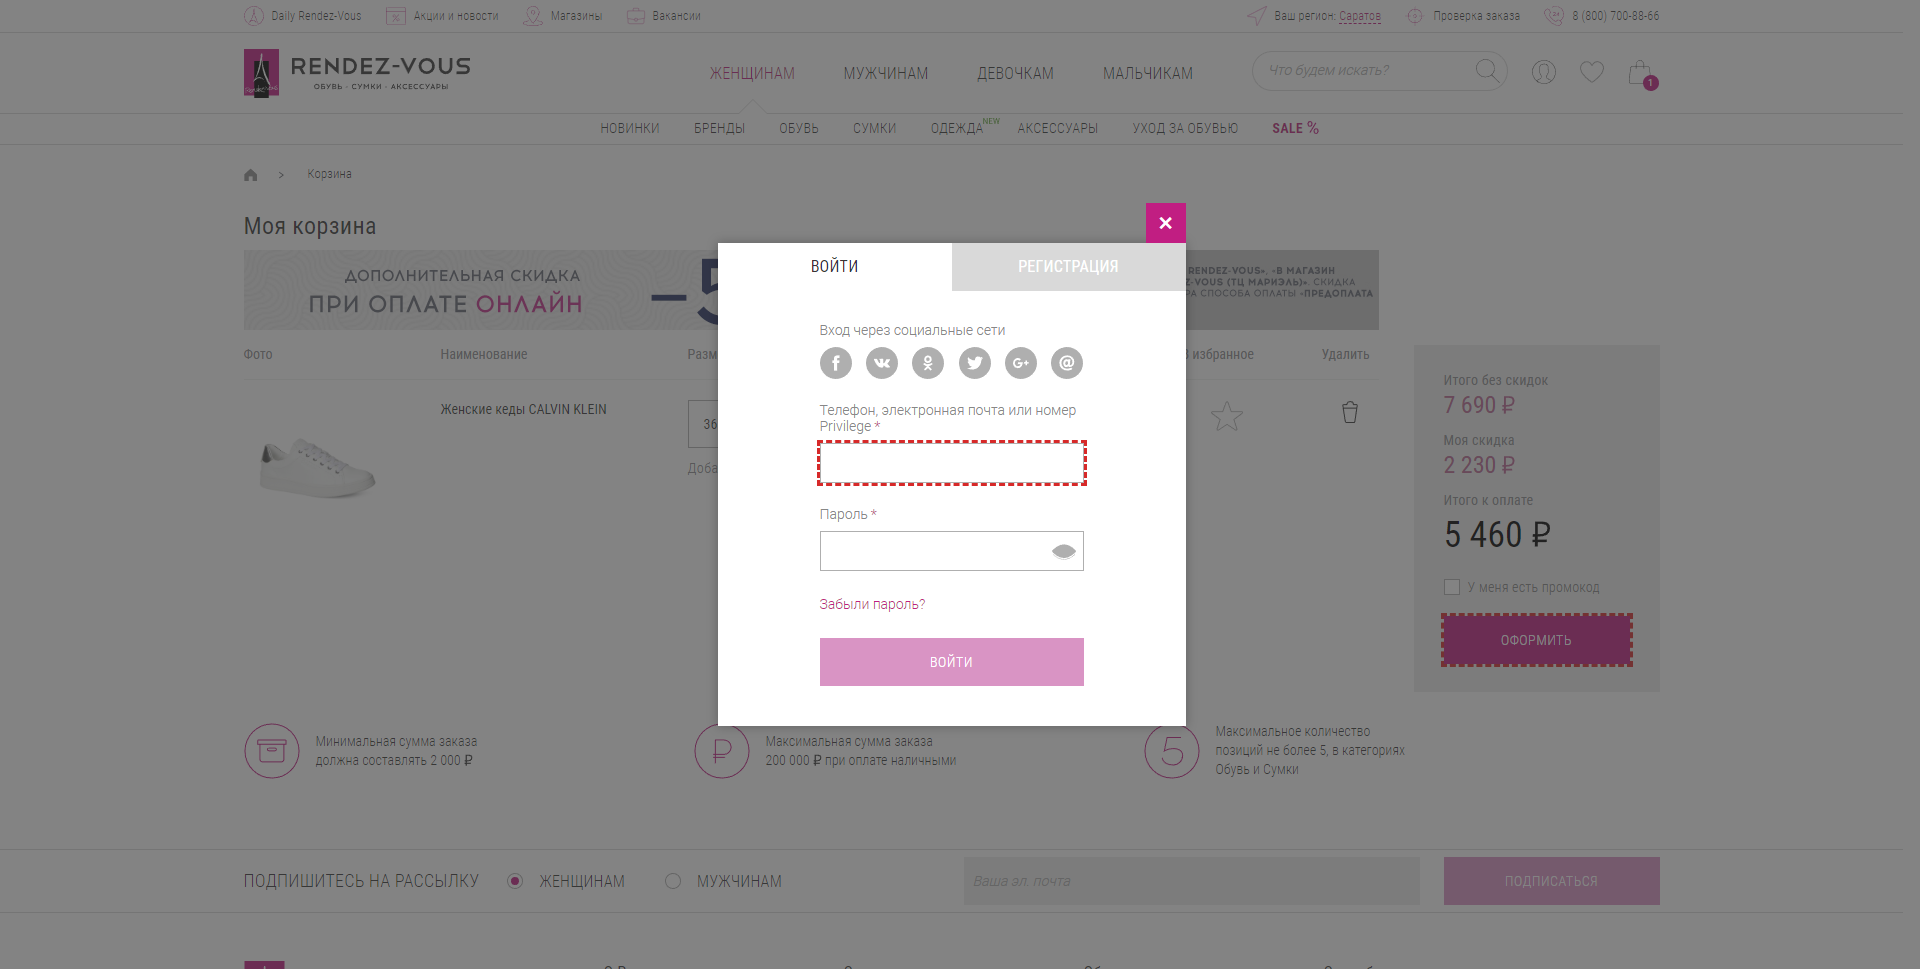 Daily Rendez-Vous
Акции и новости
Магазины
Вакансии
Ваш регион: Саратов
Проверка заказа
8 (800) 700-88-66
RENDEZ-VOUS
ОБУВЬ · СУМКИ · АКСЕССУАРЫ
ЖЕНЩИНАМ
МУЖЧИНАМ
ДЕВОЧКАМ
МАЛЬЧИКАМ
Что будем искать?
1
НОВИНКИ
БРЕНДЫ
ОБУВЬ
СУМКИ
ОДЕЖДА NEW
АКСЕССУАРЫ
УХОД ЗА ОБУВЬЮ
SALE %
> Корзина
Моя корзина
ДОПОЛНИТЕЛЬНАЯ СКИДКА
ПРИ ОПЛАТЕ ОНЛАЙН
–5
RENDEZ-VOUS», «В МАГАЗИН
Z-VOUS (ТЦ МАРИЭЛЬ)». СКИДКА
РА СПОСОБА ОПЛАТЫ «ПРЕДОПЛАТА
Фото
Наименование
Разм
В избранное
Удалить
Женские кеды CALVIN KLEIN
36
Доба
ВОЙТИ
РЕГИСТРАЦИЯ
Вход через социальные сети
Телефон, электронная почта или номер
Privilege *
Пароль *
Забыли пароль?
ВОЙТИ
Итого без скидок
7 690 ₽
Моя скидка
2 230 ₽
Итого к оплате
5 460 ₽
У меня есть промокод
ОФОРМИТЬ
Минимальная сумма заказа
должна составлять 2 000 ₽
Максимальная сумма заказа
200 000 ₽ при оплате наличными
5
Максимальное количество
позиций не более 5, в категориях
Обувь и Сумки
ПОДПИШИТЕСЬ НА РАССЫЛКУ
ЖЕНЩИНАМ
МУЖЧИНАМ
Ваша эл. почта
ПОДПИСАТЬСЯ